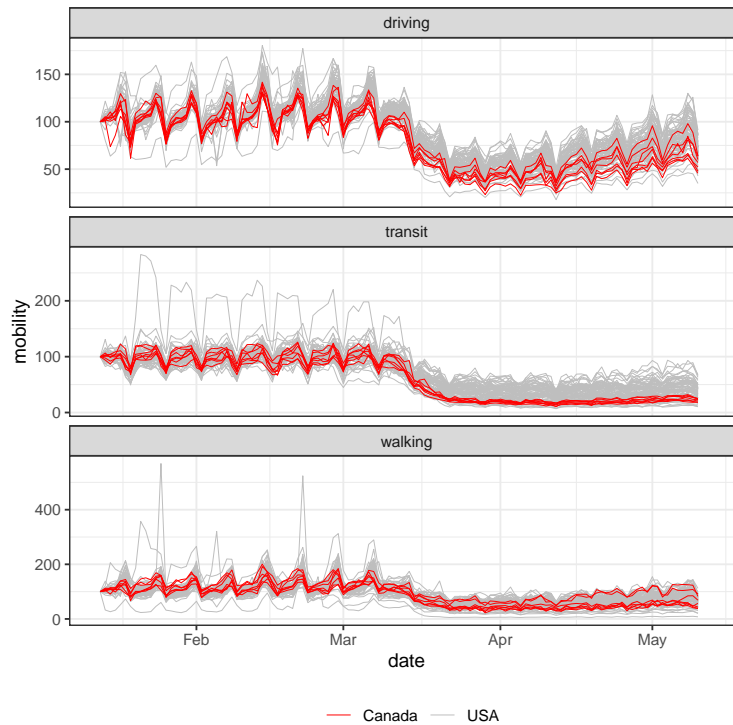 driving
150
100
50
transit
200
100
0
walking
400
200
0
mobility
Feb Mar Apr May
date
Canada USA